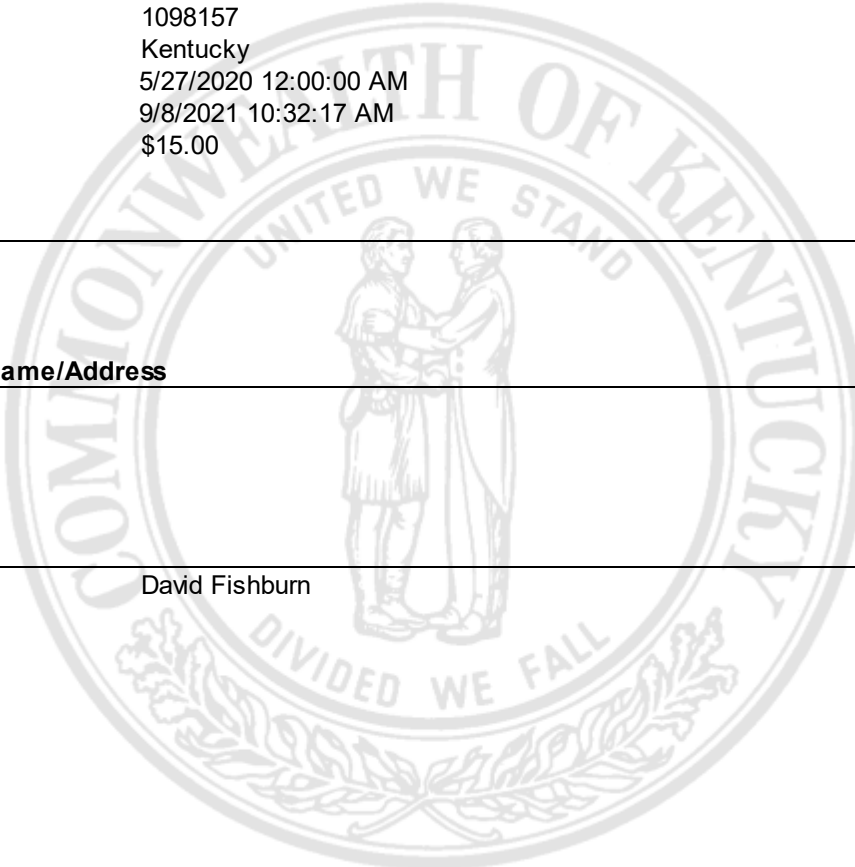 1098157
Kentucky
5/27/2020 12:00:00 AM
9/8/2021 10:32:17 AM
$15.00
ame/Address
David Fishburn
COMMONWEALTH OF KENTUCKY
UNITED WE STAND
DIVIDED WE FALL